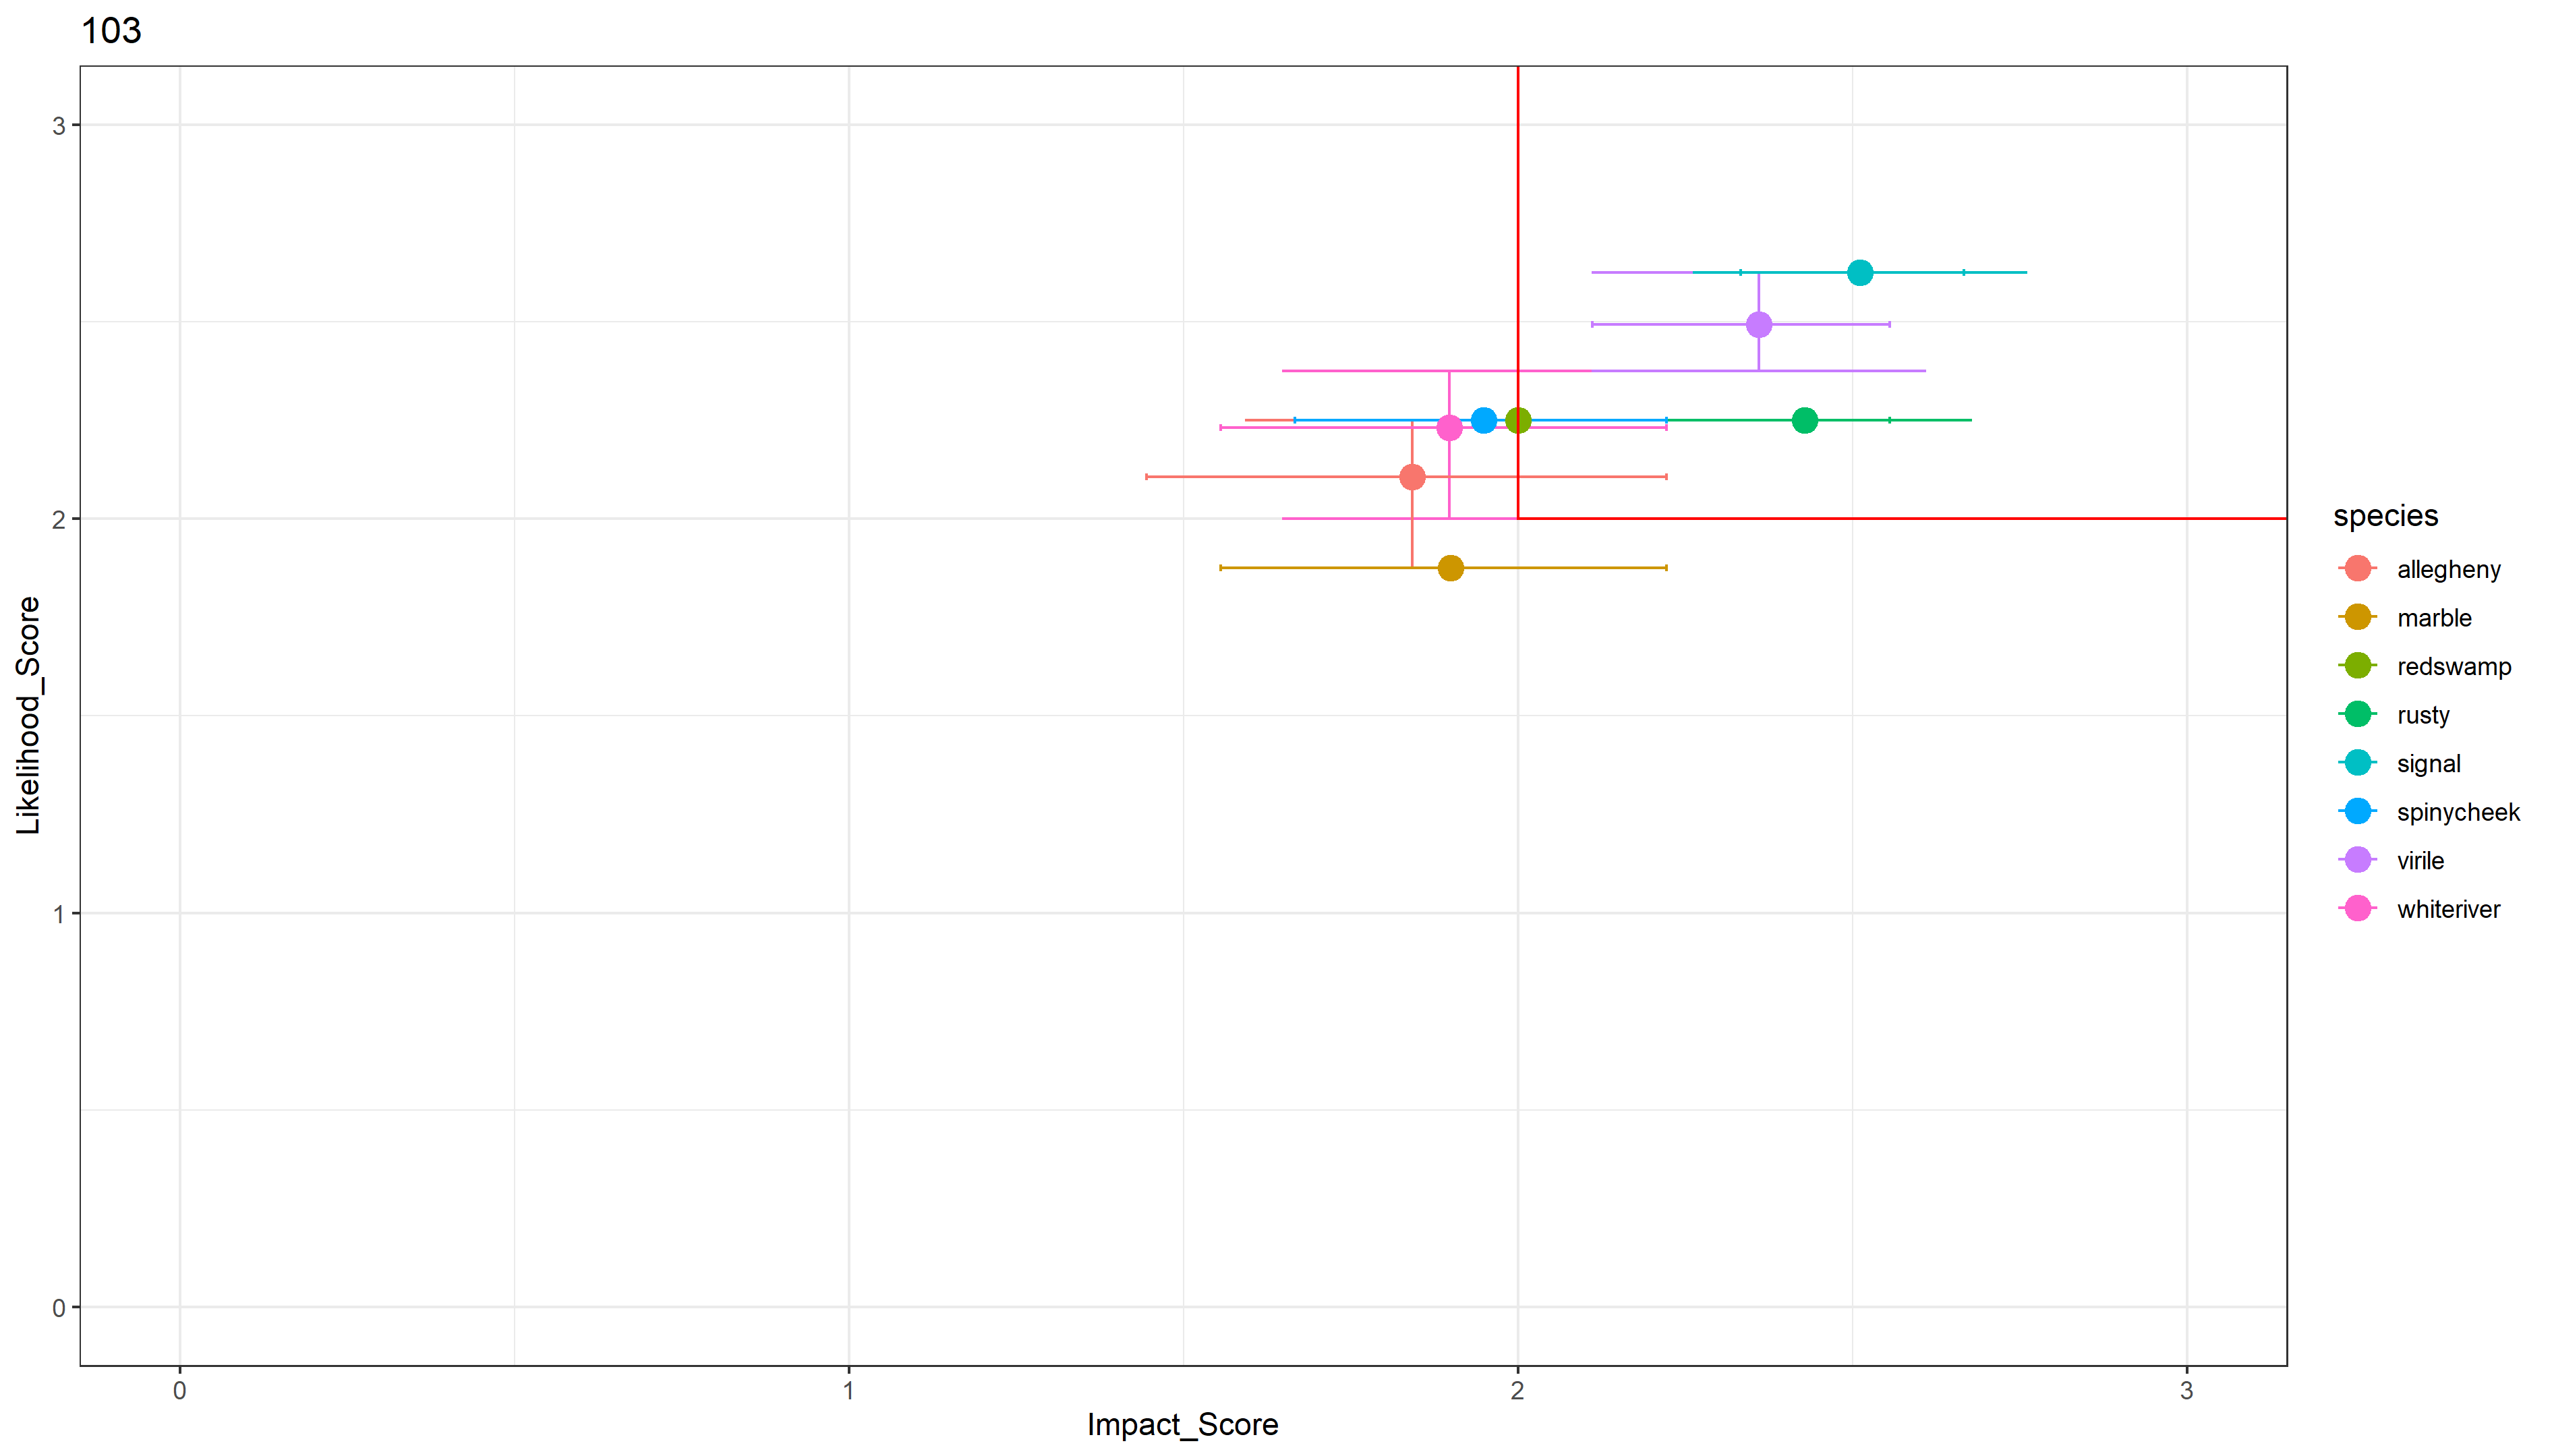 103
3
2
1
0
Likelihood_Score
0 1 2 3
Impact_Score
species
allegheny
marble
redswamp
rusty
signal
spinycheek
virile
whiteriver